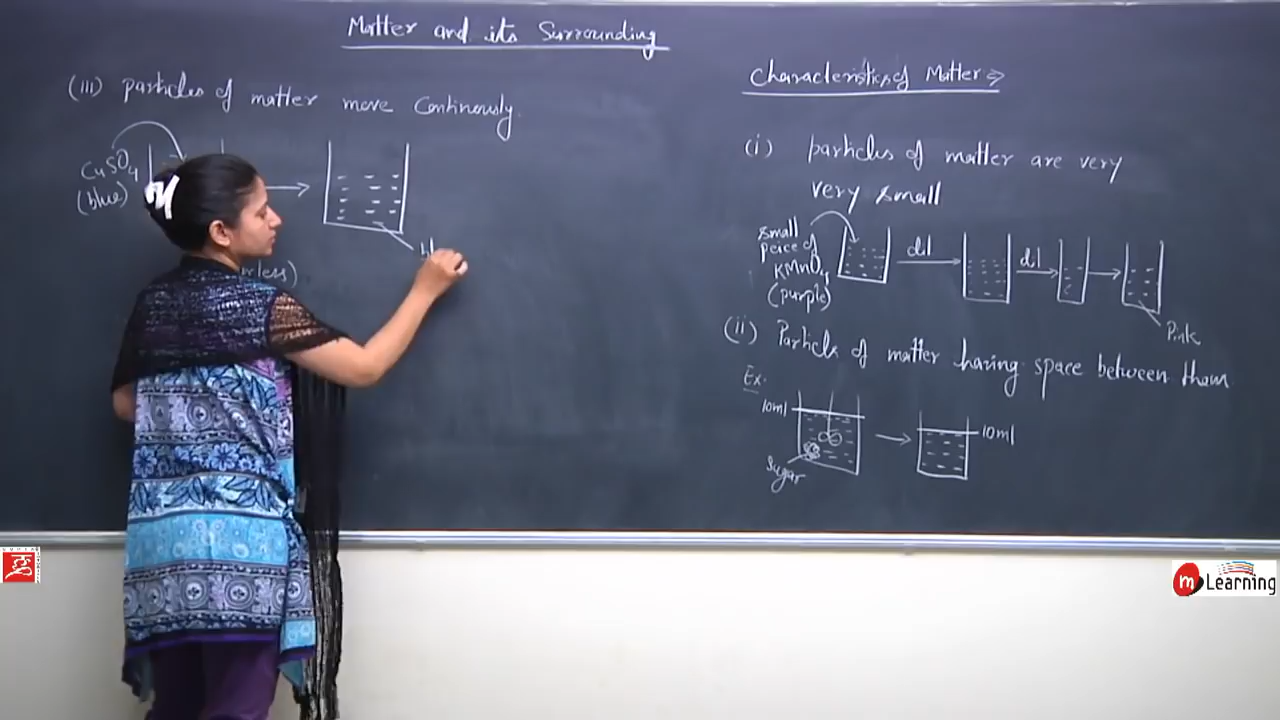 Matter and its Surrounding
(iii) particles of matter move Continously.
CuSO4
(blue)
rless)
Characteristics of Matter ⇒
(i) particles of matter are very
very small
small
peice of
KMnO4
(purple)
dil
dil
Pink
(ii) Particls of matter having space between them
Ex.
10ml
Sugar
10ml
m Learning